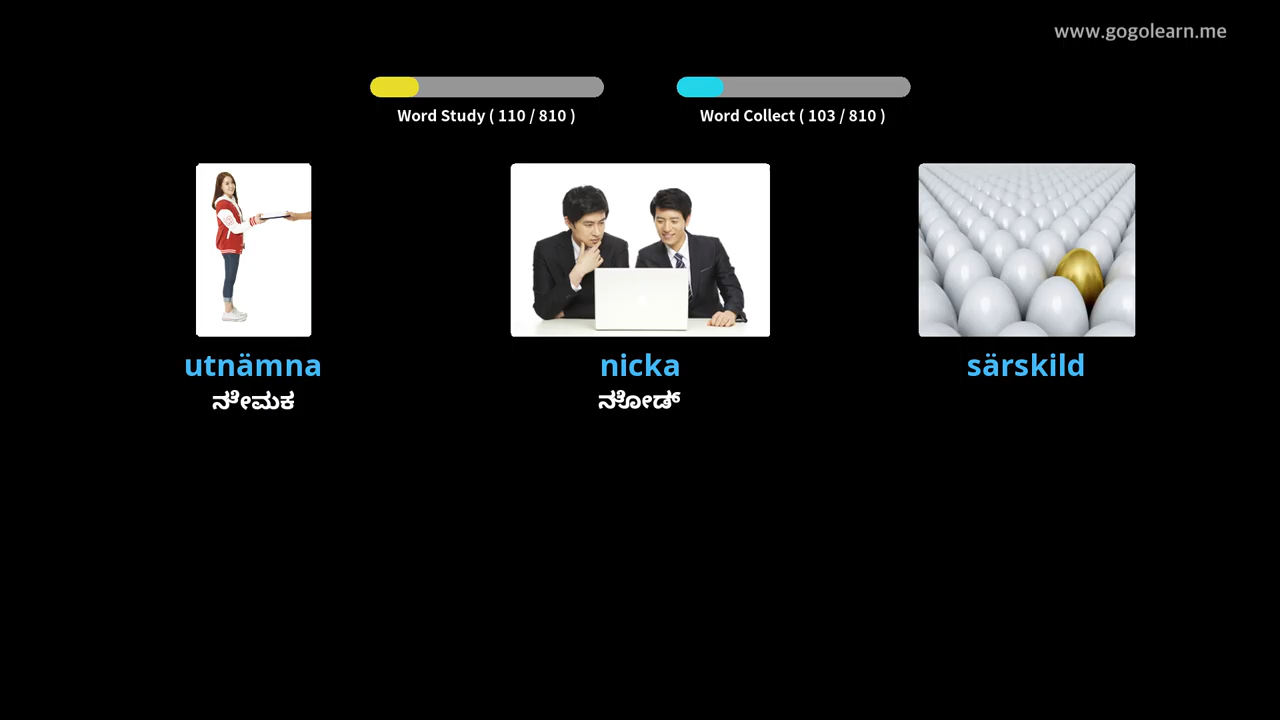 www.gogolearn.me
Word Study ( 110 / 810 )
Word Collect ( 103 / 810 )
utnämna
nicka
särskild
ನೇಮಕ
ನೋಡ್